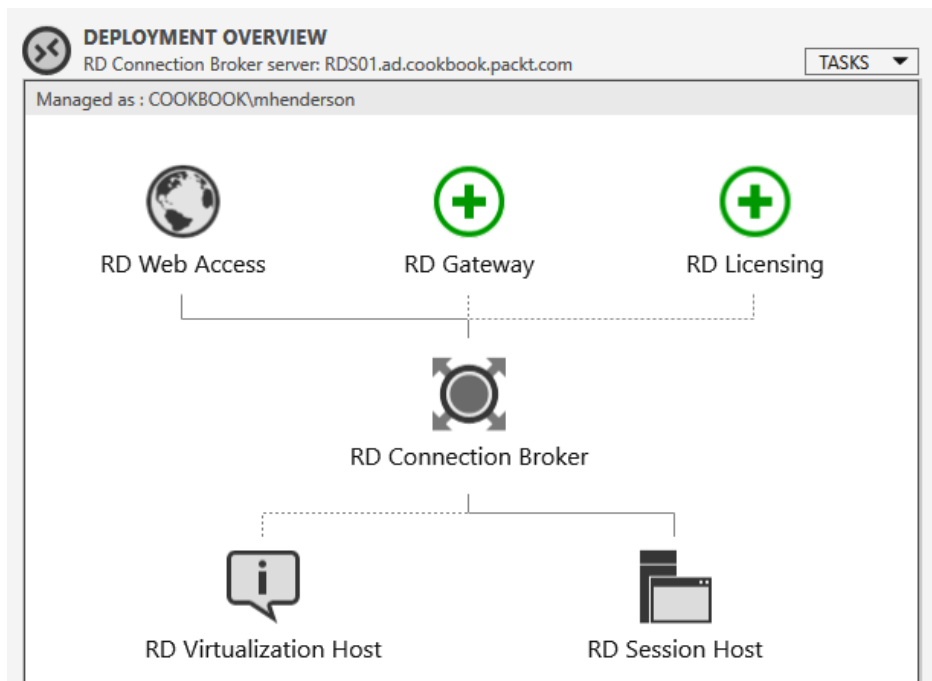 DEPLOYMENT OVERVIEW
RD Connection Broker server: RDS01.ad.cookbook.packt.com
TASKS
Managed as : COOKBOOK\mhenderson
RD Web Access
RD Gateway
RD Licensing
RD Connection Broker
RD Virtualization Host
RD Session Host